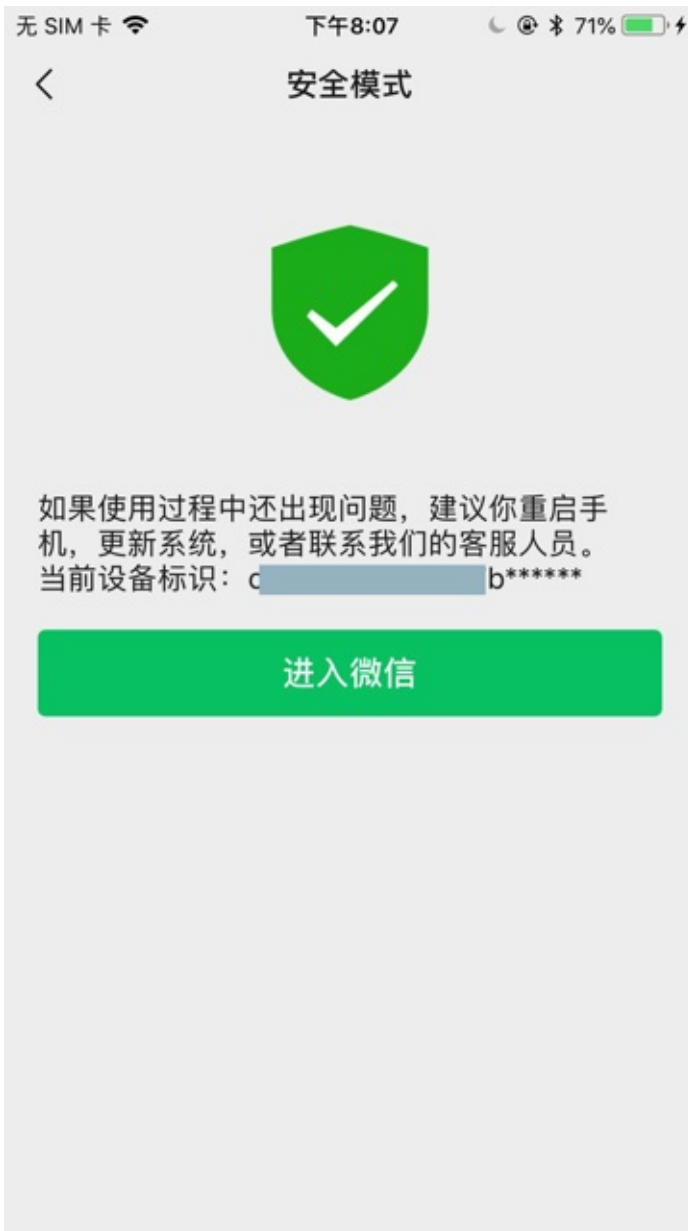 无 SIM 卡 下午8:07 71%
安全模式
如果使用过程中还出现问题，建议你重启手
机，更新系统，或者联系我们的客服人员。
当前设备标识：c b******
进入微信